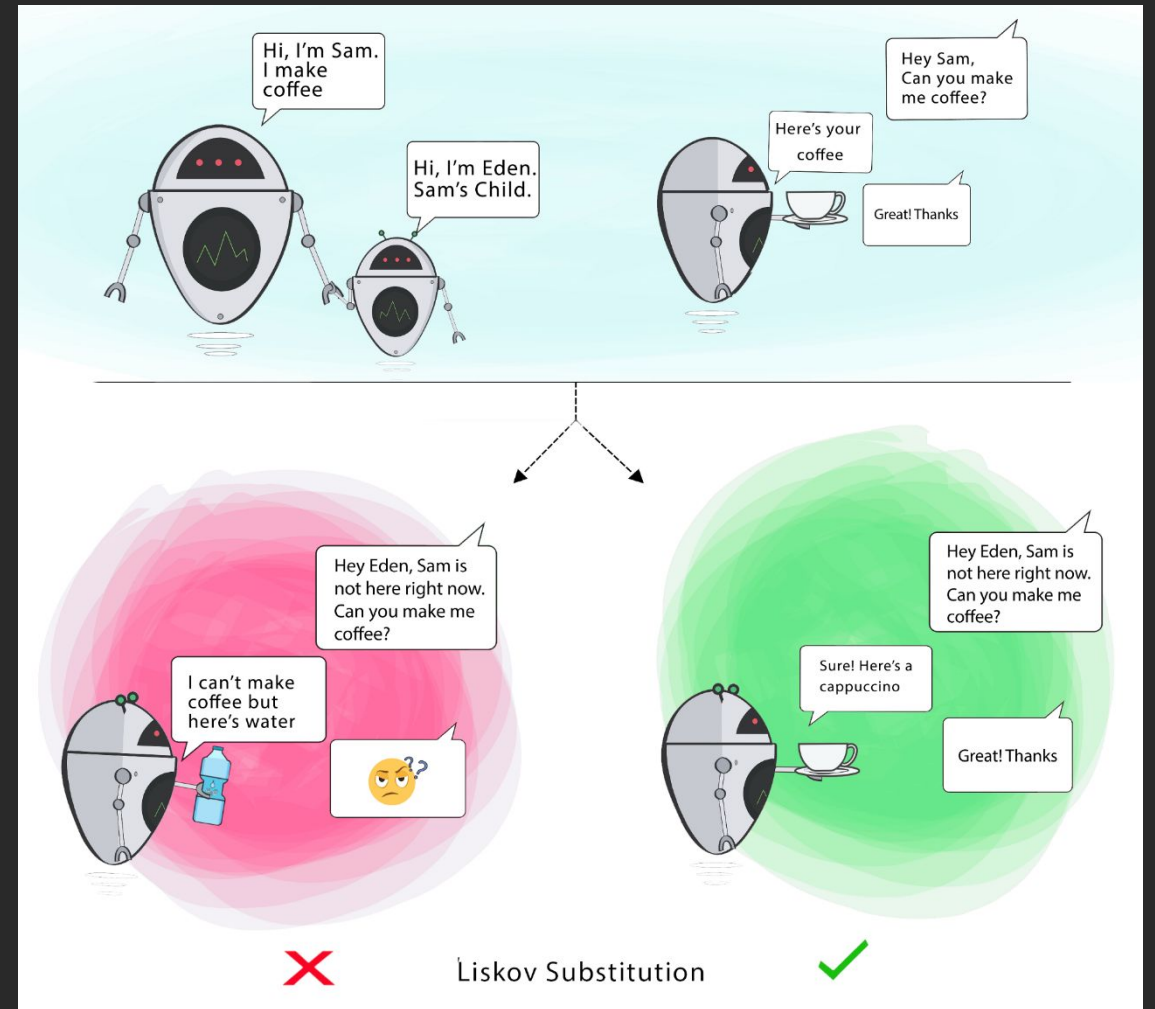 Hi, I'm Sam.
I make
coffee
Hi, I'm Eden.
Sam's Child.
Hey Sam,
Can you make
me coffee?
Here's your
coffee
Great! Thanks
Hey Eden, Sam is
not here right now.
Can you make me
coffee?
I can't make
coffee but
here's water
??
Hey Eden, Sam is
not here right now.
Can you make me
coffee?
Sure! Here's a
cappuccino
Great! Thanks
Liskov Substitution